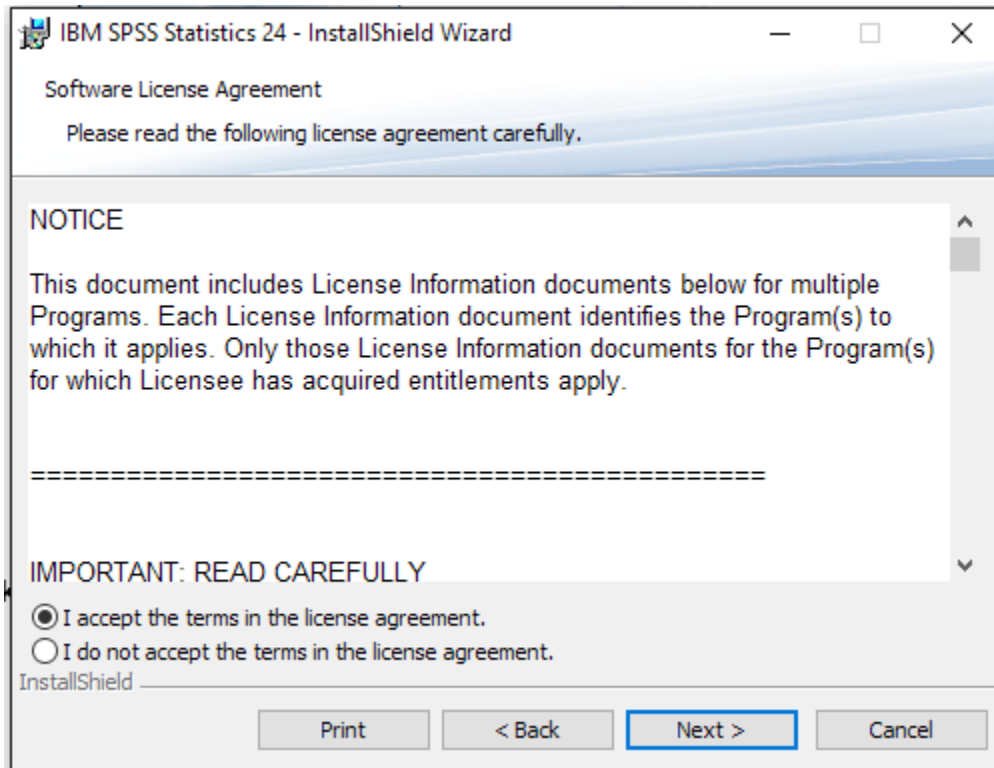 IBM SPSS Statistics 24 - InstallShield Wizard
Software License Agreement
Please read the following license agreement carefully.
NOTICE
This document includes License Information documents below for multiple
Programs. Each License Information document identifies the Program(s) to
which it applies. Only those License Information documents for the Program(s)
for which Licensee has acquired entitlements apply.
==============================================
IMPORTANT: READ CAREFULLY
I accept the terms in the license agreement.
I do not accept the terms in the license agreement.
InstallShield
Print
< Back
Next >
Cancel